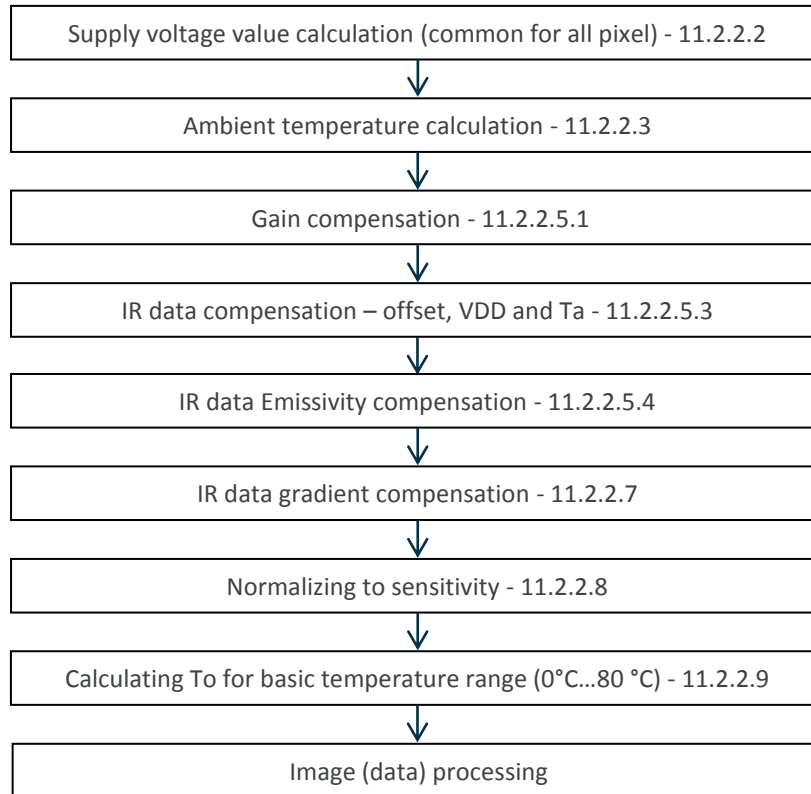 Supply voltage value calculation (common for all pixel) - 11.2.2.2
Ambient temperature calculation - 11.2.2.3
Gain compensation - 11.2.2.5.1
IR data compensation – offset, VDD and Ta - 11.2.2.5.3
IR data Emissivity compensation - 11.2.2.5.4
IR data gradient compensation - 11.2.2.7
Normalizing to sensitivity - 11.2.2.8
Calculating To for basic temperature range (0°C...80 °C) - 11.2.2.9
Image (data) processing